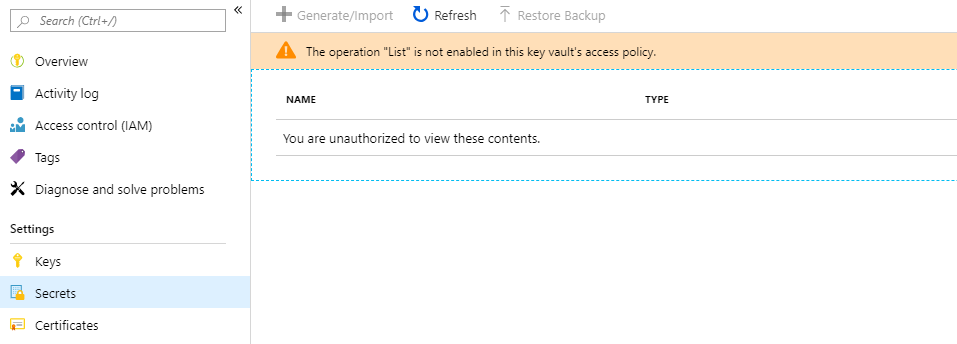 Search (Ctrl+/)
«
Overview
Activity log
Access control (IAM)
Tags
Diagnose and solve problems
Settings
Keys
Secrets
Certificates
Generate/Import Refresh Restore Backup
The operation "List" is not enabled in this key vault's access policy.
NAME TYPE
You are unauthorized to view these contents.